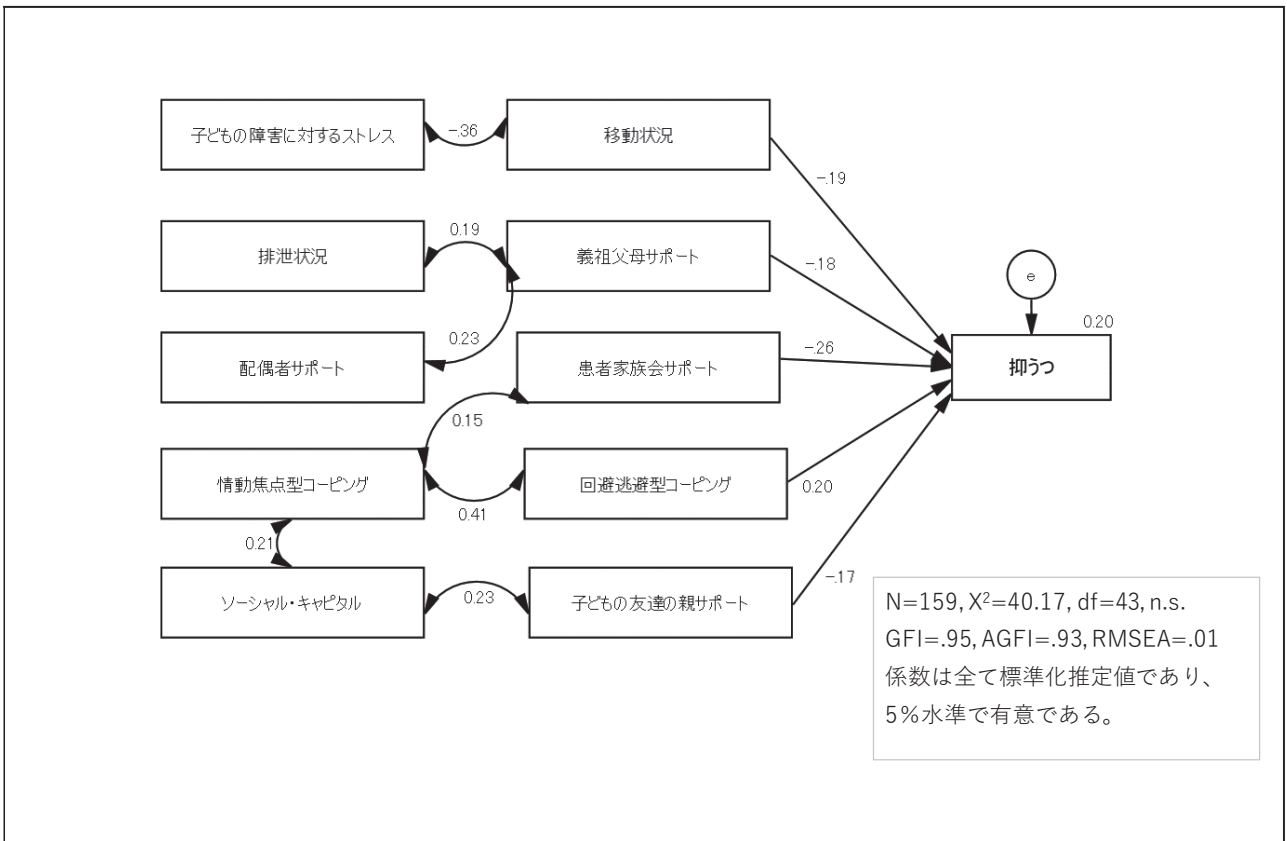 子どもの障害に対するストレス
-.36
移動状況
-.19
排泄状況
0.19
義祖父母サポート
-.18
e
0.20
配偶者サポート
0.23
患者家族会サポート
-.26
抑うつ
0.15
情動焦点型コーピング
0.41
回避逃避型コーピング
0.20
0.21
ソーシャル・キャピタル
0.23
子どもの友達の親サポート
-.17
N=159, X²=40.17, df=43, n.s.
GFI=.95, AGFI=.93, RMSEA=.01
係数は全て標準化推定値であり、
5%水準で有意である。